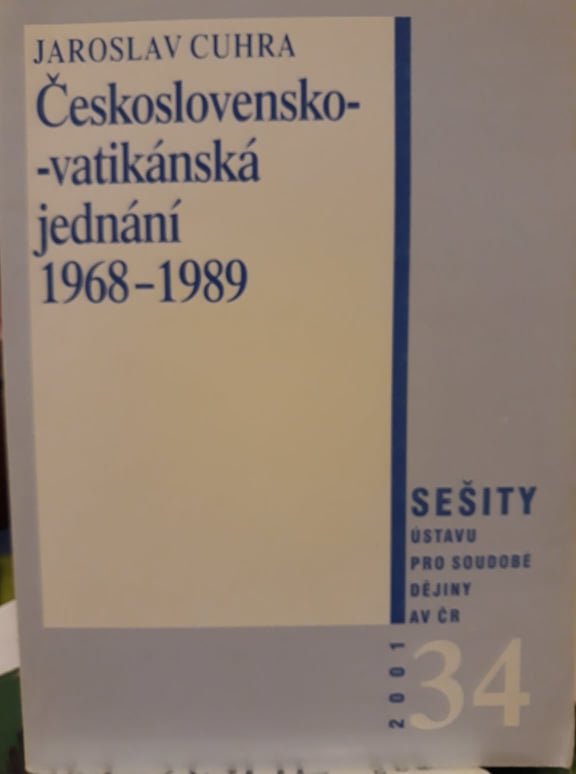 JAROSLAV CUHRA
Československo-
-vatikánská
jednání
1968–1989
SEŠITY
ÚSTAVU
PRO SOUDOBÉ
DĚJINY
AV ČR
2001
34